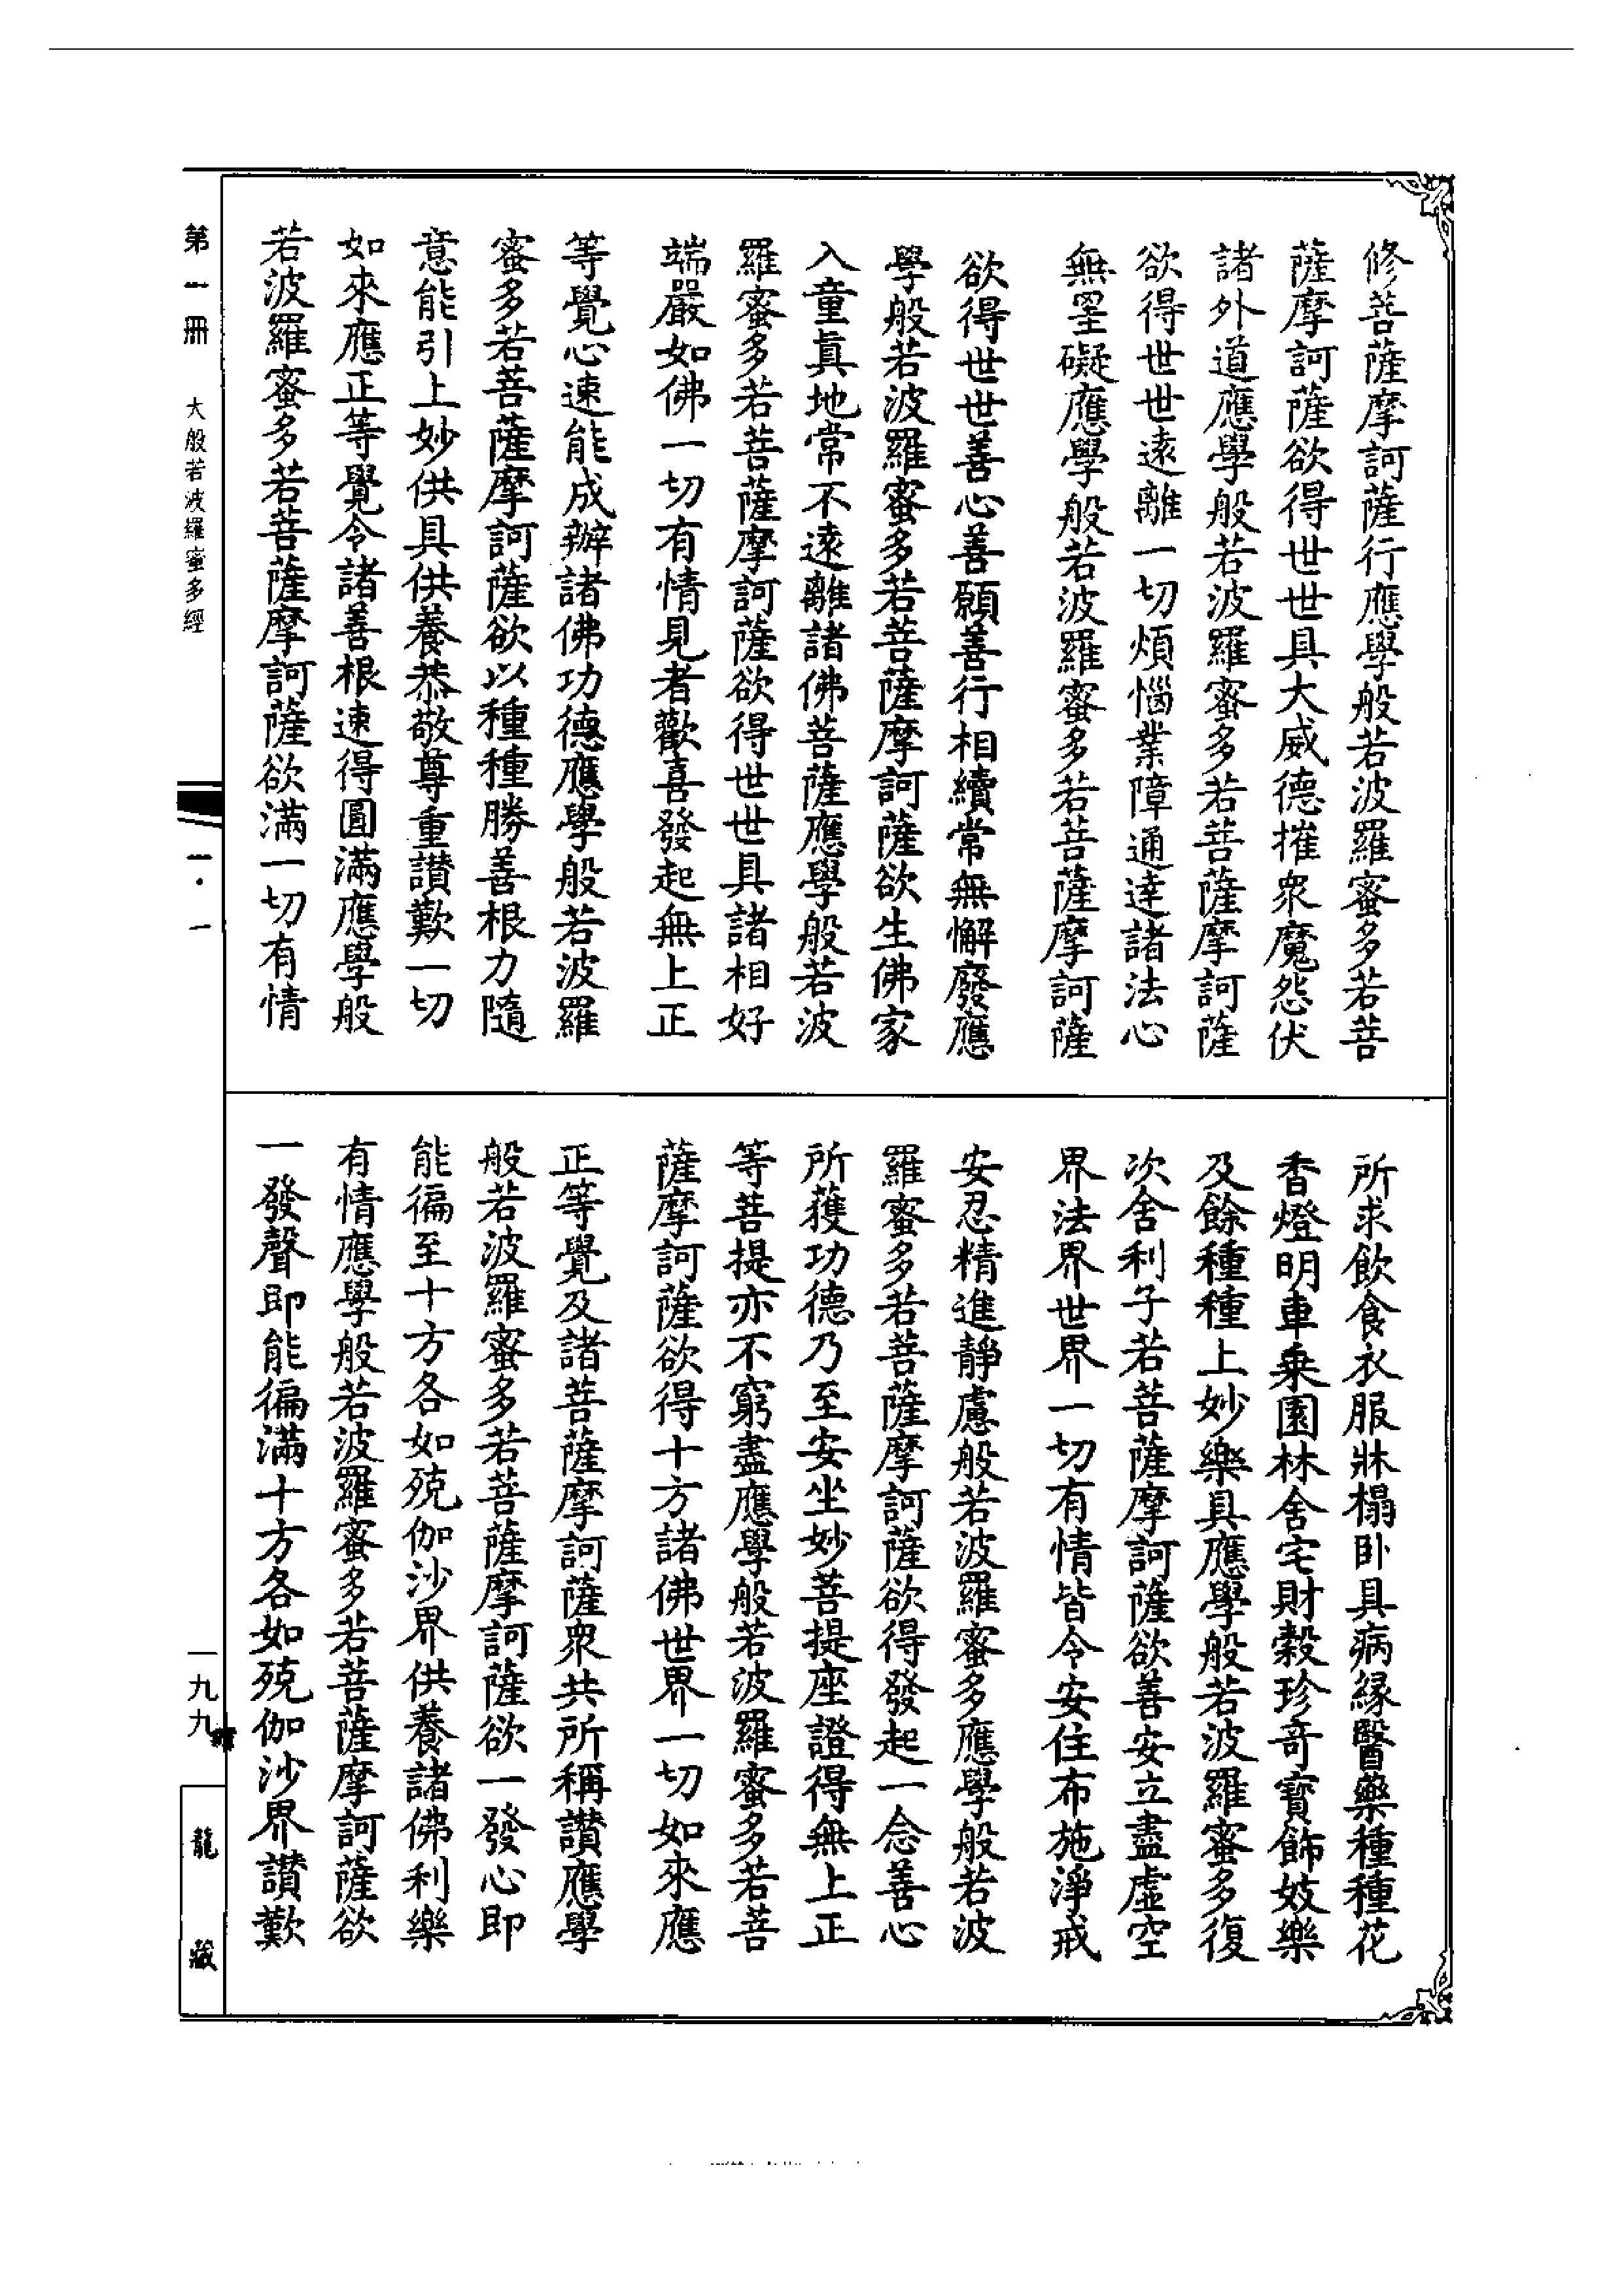 修菩薩摩訶薩行應學般若波羅蜜多若菩
薩摩訶薩欲得世世具大威德摧衆魔怨伏
諸外道應學般若波羅蜜多若菩薩摩訶薩
欲得世世遠離一切煩惱業障通達諸法心
無罣礙應學般若波羅蜜多若菩薩摩訶薩
欲得世世善心善願善行相續常無懈廢應
學般若波羅蜜多若菩薩摩訶薩欲生佛家
入童眞地常不遠離諸佛菩薩應學般若波
羅蜜多若菩薩摩訶薩欲得世世具諸相好
端嚴如佛一切有情見者歡喜發起無上正
等覺心速能成辦諸佛功德應學般若波羅
蜜多若菩薩摩訶薩欲以種種勝善根力隨
意能引上妙供具供養恭敬尊重讃歎一切
如來應正等覺令諸善根速得圓滿應學般
若波羅蜜多若菩薩摩訶薩欲滿一切有情
所求飲食衣服牀榻卧具病緣醫藥種種花
香燈明車乘園林舍宅財穀珍奇寶飾妓樂
及餘種種上妙樂具應學般若波羅蜜多復
次舍利子若菩薩摩訶薩欲善安立盡虛空
界法界世界一切有情皆令安住布施淨戒
安忍精進靜慮般若波羅蜜多應學般若波
羅蜜多若菩薩摩訶薩欲得發起一念善心
所獲功德乃至安坐妙菩提座證得無上正
等菩提亦不窮盡應學般若波羅蜜多若菩
薩摩訶薩欲得十方諸佛世界一切如來應
正等覺及諸菩薩摩訶薩衆共所稱讃應學
般若波羅蜜多若菩薩摩訶薩欲一發心即
能徧至十方各如殑伽沙界供養諸佛利樂
有情應學般若波羅蜜多若菩薩摩訶薩欲
一發聲即能徧滿十方各如殑伽沙界讃歎
第一冊 大般若波羅蜜多經 一·一 一九九 龍藏